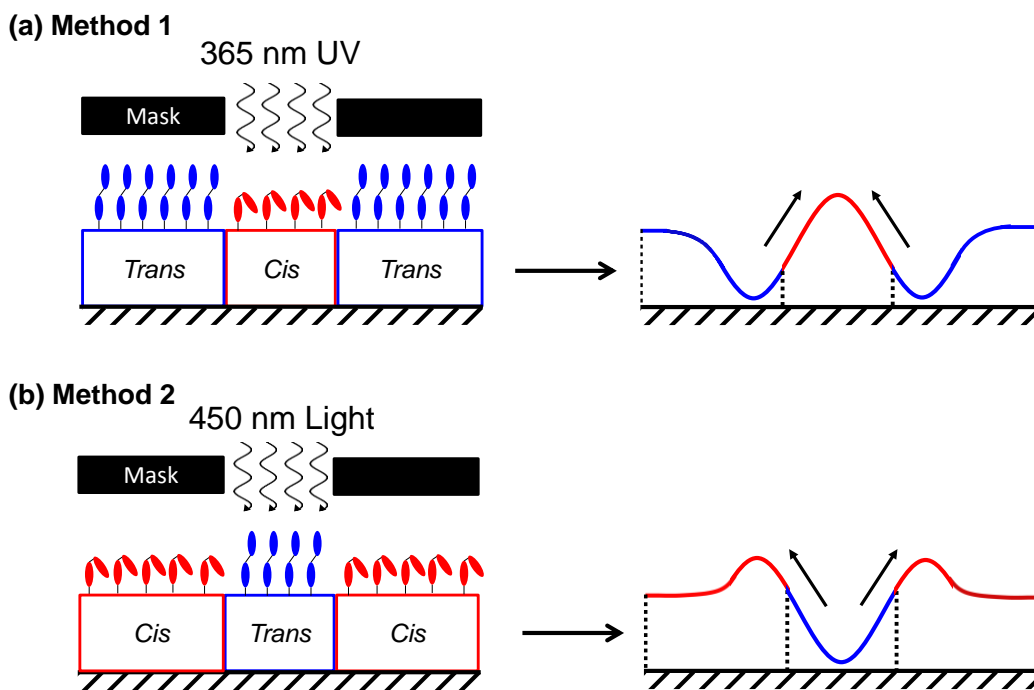 (a) Method 1
365 nm UV
Mask
Trans Cis Trans
(b) Method 2
450 nm Light
Mask
Cis Trans Cis